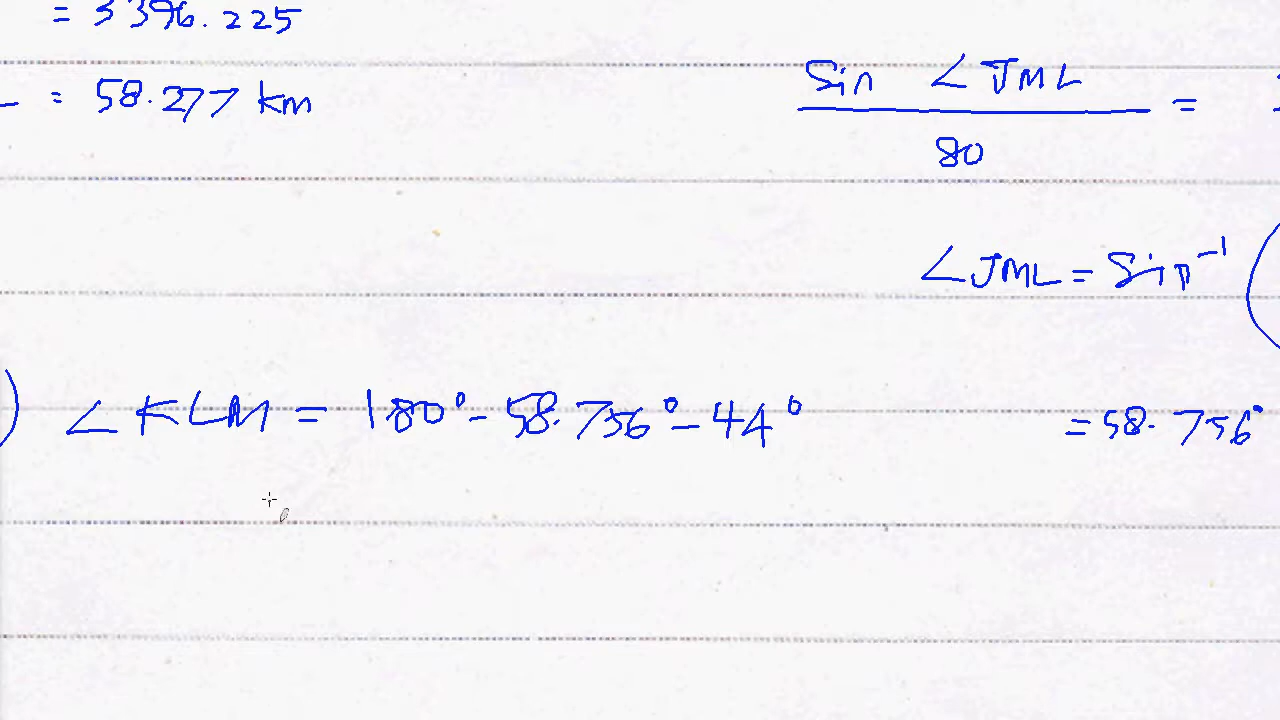 = 3396.225
= 58.277 km
Sin ∠JML
80
=
∠JML = Sin⁻¹ (
) ∠KLM = 180° - 58.756° - 44°
= 58.756°